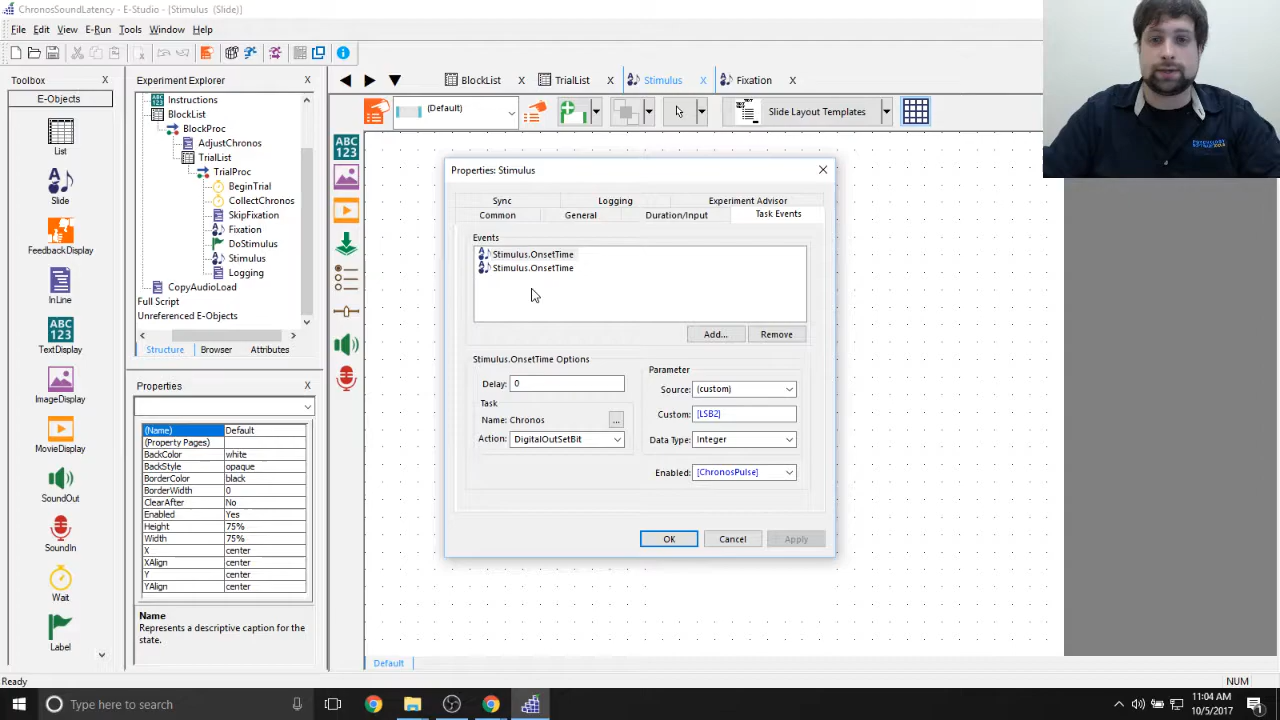 ChronosSoundLatency - E-Studio - [Stimulus (Slide)]
File Edit View E-Run Tools Window Help
Toolbox
E-Objects
List
Slide
FeedbackDisplay
InLine
ABC
123
TextDisplay
ImageDisplay
MovieDisplay
SoundOut
SoundIn
Wait
Label
Experiment Explorer
Instructions
BlockList
BlockProc
AdjustChronos
TrialList
TrialProc
BeginTrial
CollectChronos
SkipFixation
Fixation
DoStimulus
Stimulus
Logging
CopyAudioLoad
Full Script
Unreferenced E-Objects
Structure Browser Attributes
Properties
(Name) Default
(Property Pages)
BackColor white
BackStyle opaque
BorderColor black
BorderWidth 0
ClearAfter No
Enabled Yes
Height 75%
Width 75%
X center
XAlign center
Y center
YAlign center
Name
Represents a descriptive caption for the
state.
BlockList TrialList Stimulus Fixation
(Default)
Slide Layout Templates
ABC
123
Properties: Stimulus
Sync Logging Experiment Advisor
Common General Duration/Input Task Events
Events
Stimulus.OnsetTime
Stimulus.OnsetTime
Add... Remove
Stimulus.OnsetTime Options
Delay: 0
Task
Name: Chronos ...
Action: DigitalOutSetBit
Parameter
Source: (custom)
Custom: [LSB2]
Data Type: Integer
Enabled: [ChronosPulse]
OK Cancel Apply
Default
Ready
NUM
Type here to search
11:04 AM
10/5/2017
1